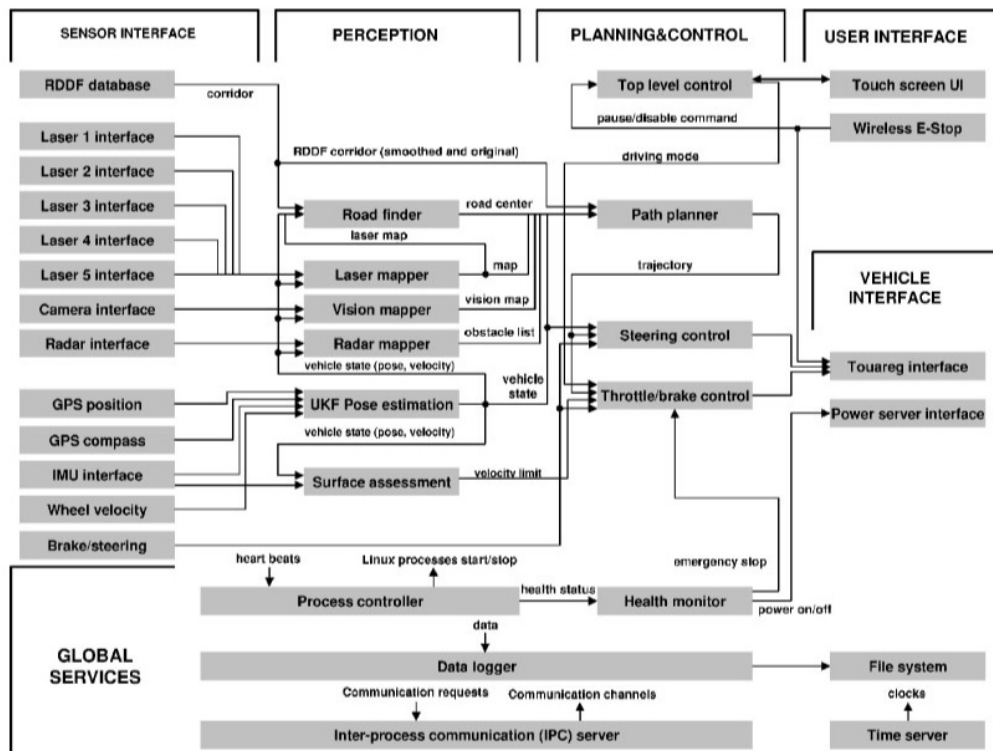 SENSOR INTERFACE
PERCEPTION
PLANNING&CONTROL
USER INTERFACE
RDDF database
corridor
Top level control
Touch screen UI
pause/disable command
Wireless E-Stop
Laser 1 interface
RDDF corridor (smoothed and original)
driving mode
Laser 2 interface
Laser 3 interface
Road finder
road center
Path planner
laser map
Laser 4 interface
Laser 5 interface
Laser mapper
map
trajectory
VEHICLE
INTERFACE
Camera interface
Vision mapper
vision map
Radar interface
Radar mapper
obstacle list
Steering control
vehicle state (pose, velocity)
vehicle
state
Touareg interface
GPS position
UKF Pose estimation
Throttle/brake control
Power server interface
GPS compass
vehicle state (pose, velocity)
IMU interface
Surface assessment
velocity limit
Wheel velocity
Brake/steering
heart beats
Linux processes start/stop
emergency stop
health status
Process controller
Health monitor
power on/off
data
GLOBAL
SERVICES
Data logger
File system
Communication requests
Communication channels
clocks
Inter-process communication (IPC) server
Time server